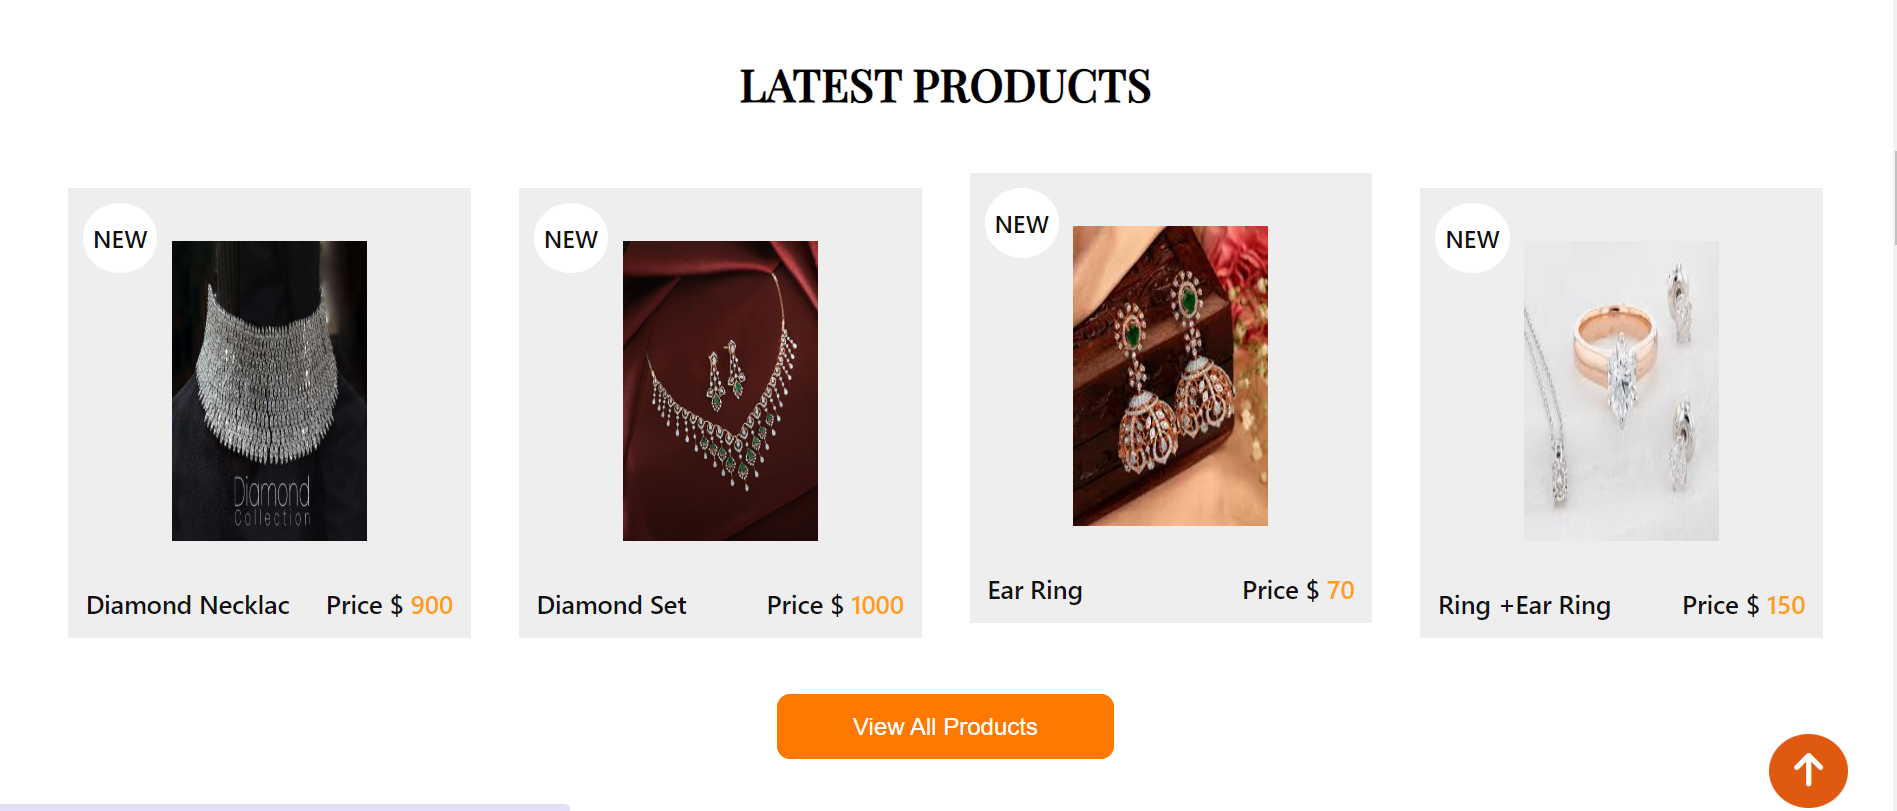 LATEST PRODUCTS
NEW
Diamond
Collection
Diamond Necklac Price $ 900
NEW
Diamond Set Price $ 1000
NEW
Ear Ring Price $ 70
NEW
Ring +Ear Ring Price $ 150
View All Products